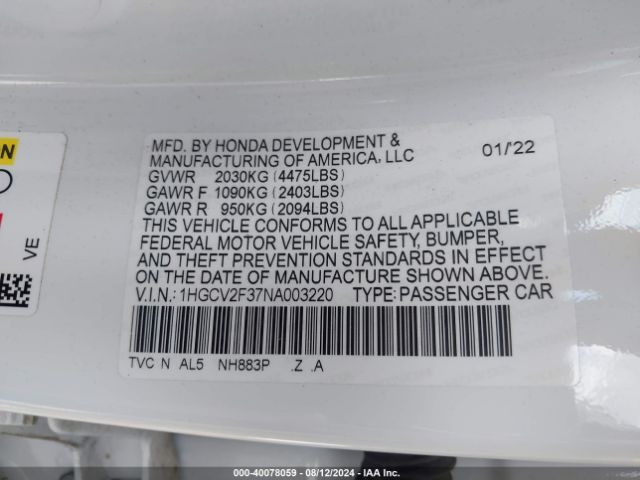 ON
VE
MFD. BY HONDA DEVELOPMENT &
MANUFACTURING OF AMERICA, LLC 01/'22
GVWR 2030KG (4475LBS)
GAWR F 1090KG (2403LBS)
GAWR R 950KG (2094LBS)
THIS VEHICLE CONFORMS TO ALL APPLICABLE
FEDERAL MOTOR VEHICLE SAFETY, BUMPER,
AND THEFT PREVENTION STANDARDS IN EFFECT
ON THE DATE OF MANUFACTURE SHOWN ABOVE.
V.I.N.: 1HGCV2F37NA003220 TYPE: PASSENGER CAR
TVC N AL5 NH883P .Z .A
000-40078059 - 08/12/2024 - IAA Inc.